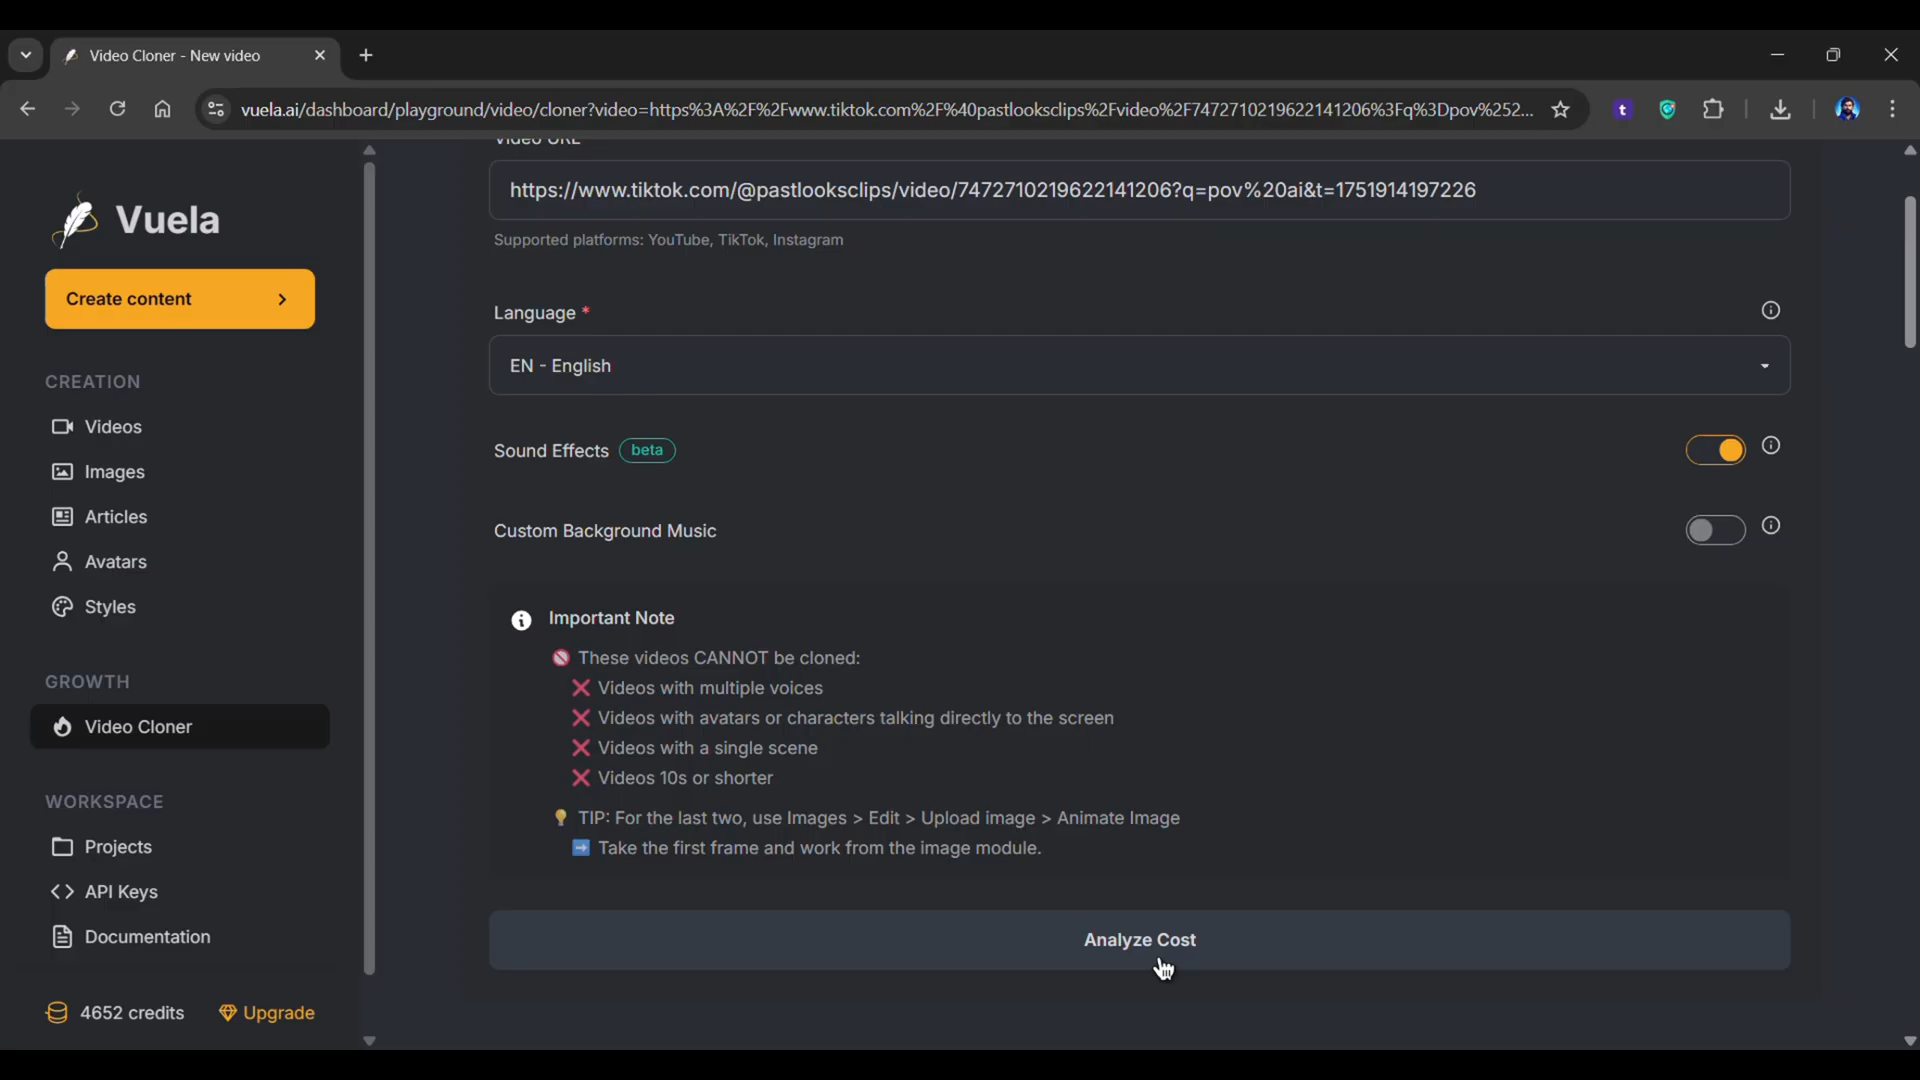 Video Cloner - New video
vuela.ai/dashboard/playground/video/cloner?video=https%3A%2F%2Fwww.tiktok.com%2F%40pastlooksclips%2Fvideo%2F7472710219622141206%3Fq%3Dpov%252...
t
Vuela
Create content
CREATION
Videos
Images
Articles
Avatars
Styles
GROWTH
Video Cloner
WORKSPACE
Projects
API Keys
Documentation
4652 credits
Upgrade
Video URL
https://www.tiktok.com/@pastlooksclips/video/7472710219622141206?q=pov%20ai&t=1751914197226
Supported platforms: YouTube, TikTok, Instagram
Language *
EN - English
Sound Effects beta
Custom Background Music
Important Note
These videos CANNOT be cloned:
Videos with multiple voices
Videos with avatars or characters talking directly to the screen
Videos with a single scene
Videos 10s or shorter
TIP: For the last two, use Images > Edit > Upload image > Animate Image
Take the first frame and work from the image module.
Analyze Cost